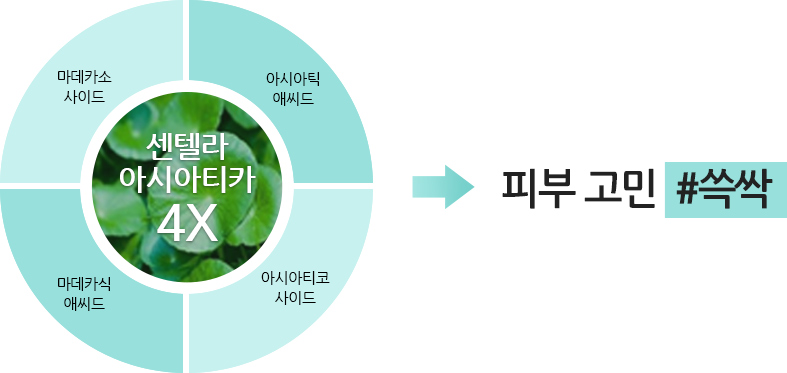 마데카소
사이드
아시아틱
애씨드
센텔라
아시아티카
4X
마데카식
애씨드
아시아티코
사이드
피부 고민 #쓱싹